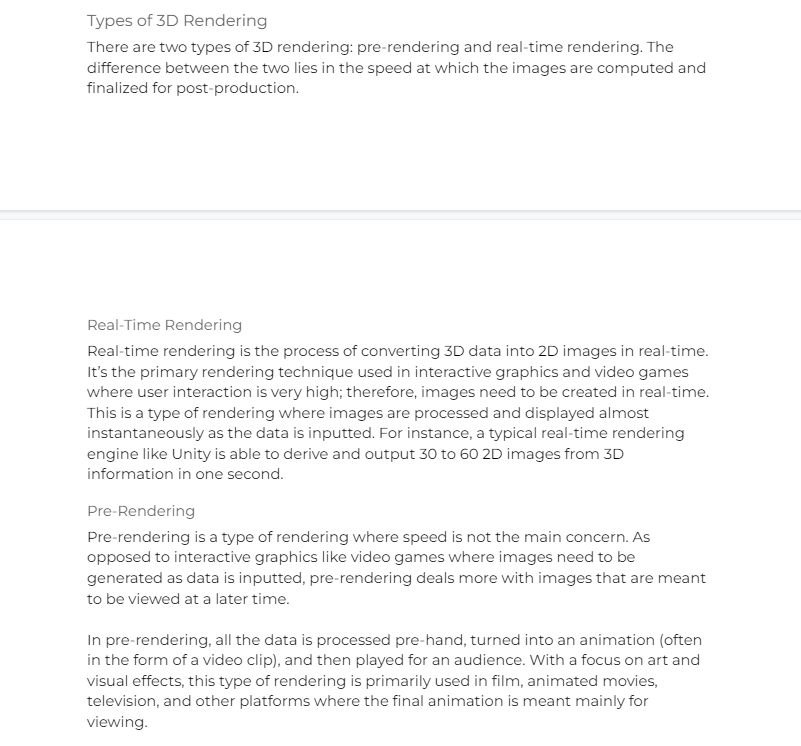 Types of 3D Rendering
There are two types of 3D rendering: pre-rendering and real-time rendering. The
difference between the two lies in the speed at which the images are computed and
finalized for post-production.
Real-Time Rendering
Real-time rendering is the process of converting 3D data into 2D images in real-time.
It’s the primary rendering technique used in interactive graphics and video games
where user interaction is very high; therefore, images need to be created in real-time.
This is a type of rendering where images are processed and displayed almost
instantaneously as the data is inputted. For instance, a typical real-time rendering
engine like Unity is able to derive and output 30 to 60 2D images from 3D
information in one second.
Pre-Rendering
Pre-rendering is a type of rendering where speed is not the main concern. As
opposed to interactive graphics like video games where images need to be
generated as data is inputted, pre-rendering deals more with images that are meant
to be viewed at a later time.
In pre-rendering, all the data is processed pre-hand, turned into an animation (often
in the form of a video clip), and then played for an audience. With a focus on art and
visual effects, this type of rendering is primarily used in film, animated movies,
television, and other platforms where the final animation is meant mainly for
viewing.